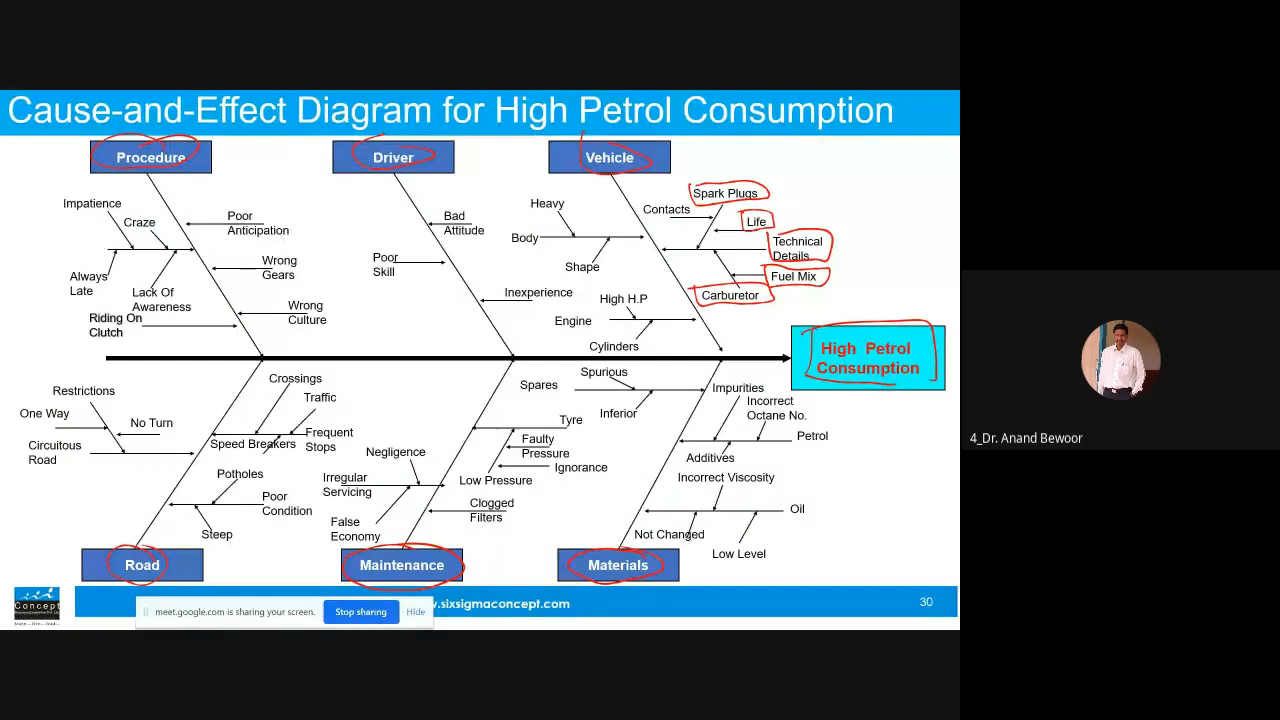 Cause-and-Effect Diagram for High Petrol Consumption
Procedure
Driver
Vehicle
Impatience
Craze
Always
Late
Lack Of
Awareness
Riding On
Clutch
Poor
Anticipation
Wrong
Gears
Wrong
Culture
Bad
Attitude
Poor
Skill
Inexperience
Heavy
Body
Shape
High H.P
Engine
Cylinders
Spark Plugs
Contacts
Life
Technical
Details
Fuel Mix
Carburetor
High Petrol
Consumption
Restrictions
One Way
No Turn
Circuitous
Road
Crossings
Traffic
Speed Breakers
Frequent
Stops
Potholes
Poor
Condition
Steep
Negligence
Irregular
Servicing
False
Economy
Tyre
Faulty
Pressure
Ignorance
Low Pressure
Clogged
Filters
Spurious
Spares
Inferior
Impurities
Incorrect
Octane No.
Petrol
Additives
Incorrect Viscosity
Oil
Not Changed
Low Level
Road
Maintenance
Materials
Concept
w.sixsigmaconcept.com
30
meet.google.com is sharing your screen.
Stop sharing
Hide
4_Dr. Anand Bewoor